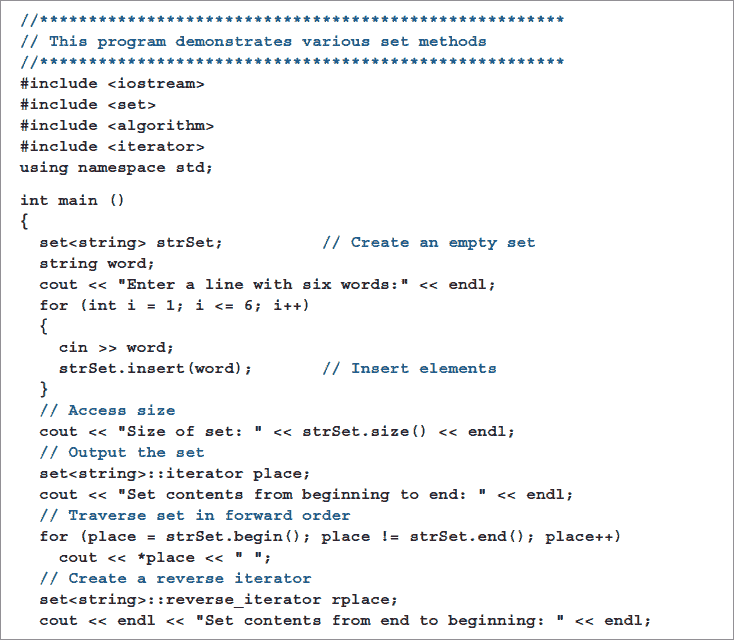 //******************************************************
// This program demonstrates various set methods
//******************************************************
#include <iostream>
#include <set>
#include <algorithm>
#include <iterator>
using namespace std;
int main ()
{
  set<string> strSet;          // Create an empty set
  string word;
  cout << "Enter a line with six words:" << endl;
  for (int i = 1; i <= 6; i++)
  {
    cin >> word;
    strSet.insert(word);       // Insert elements
  }
  // Access size
  cout << "Size of set: " << strSet.size() << endl;
  // Output the set
  set<string>::iterator place;
  cout << "Set contents from beginning to end: " << endl;
  // Traverse set in forward order
  for (place = strSet.begin(); place != strSet.end(); place++)
    cout << *place << " ";
  // Create a reverse iterator
  set<string>::reverse_iterator rplace;
  cout << endl << "Set contents from end to beginning: " << endl;